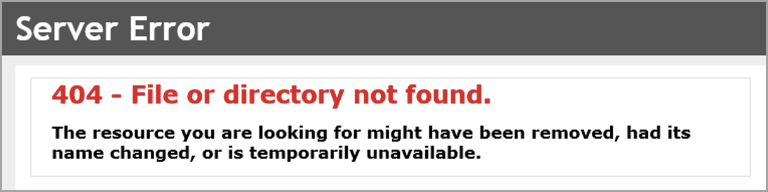 Server Error
404 - File or directory not found.
The resource you are looking for might have been removed, had its
name changed, or is temporarily unavailable.